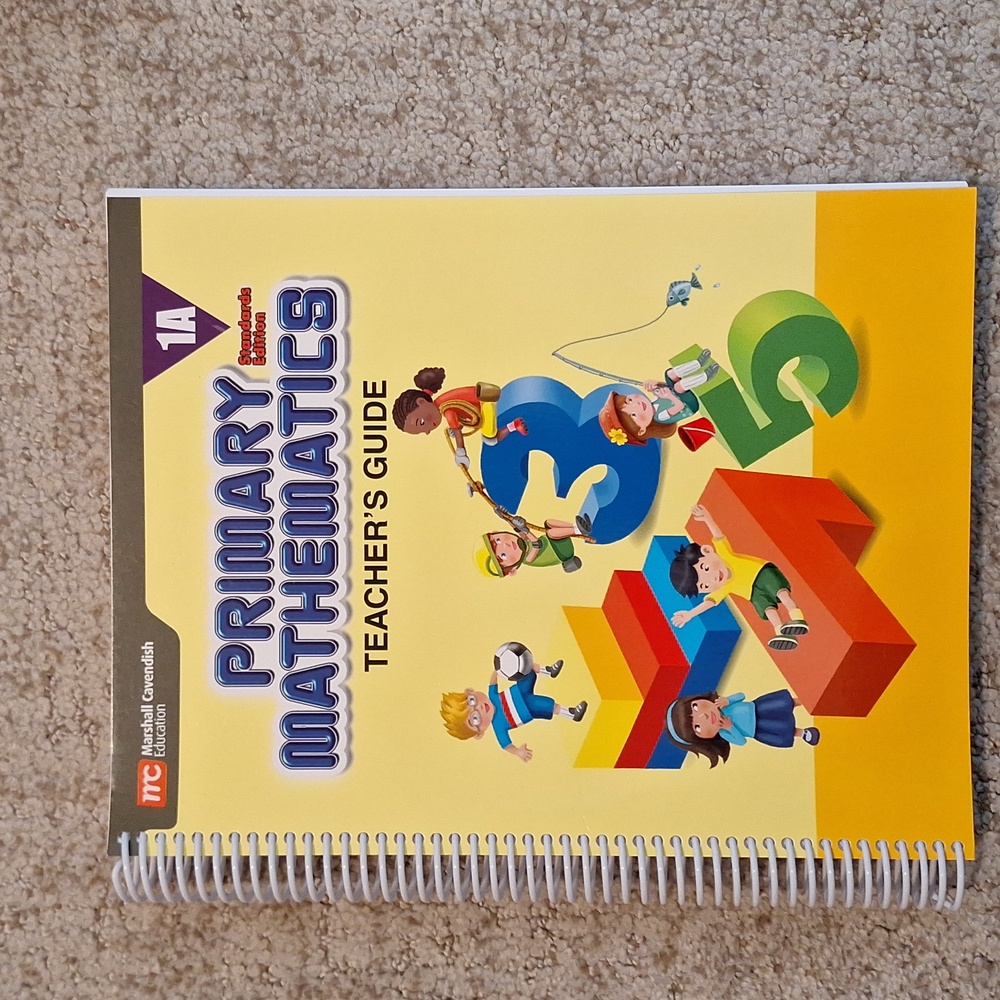 mc Marshall Cavendish
Education
1A
PRIMARY
MATHEMATICS
Standards
Edition
TEACHER'S GUIDE